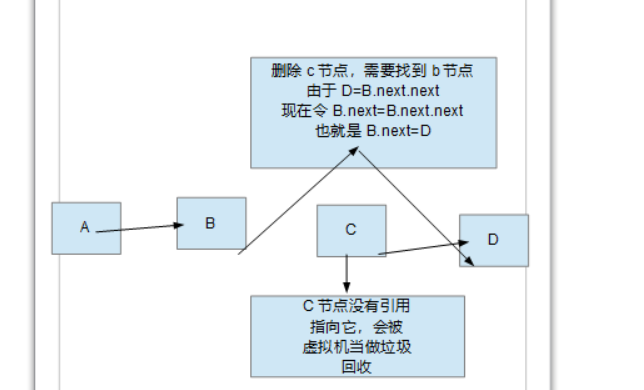 删除 c 节点，需要找到 b 节点
由于 D=B.next.next
现在令 B.next=B.next.next
也就是 B.next=D
A
B
C
D
C 节点没有引用
指向它，会被
虚拟机当做垃圾
回收